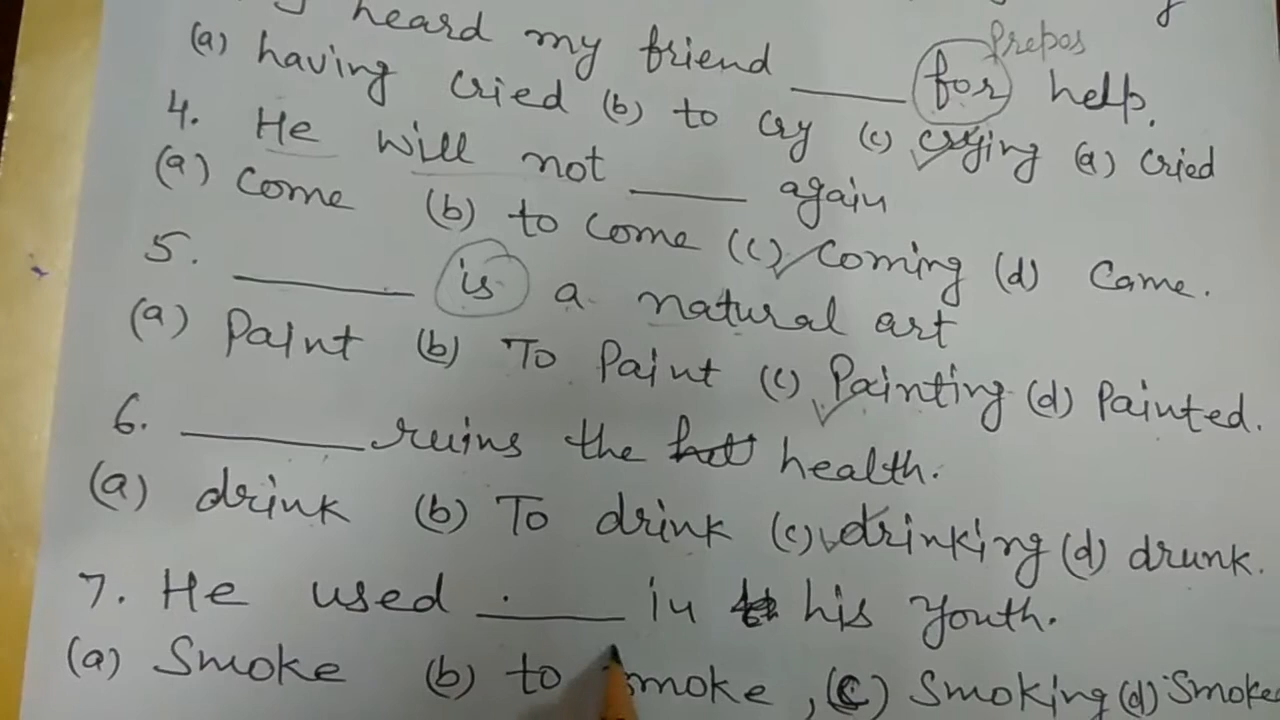 heard my friend ____ for help.
Prepos
(a) having cried (b) to cry (c) crying (d) cried
4. He will not ____ again
(a) come (b) to come (c) coming (d) came.
5. ____ is a natural art
(a) Paint (b) To Paint (c) Painting (d) Painted.
6. ____ ruins the health.
(a) drink (b) To drink (c) drinking (d) drunk.
7. He used ____ in his youth.
(a) Smoke (b) to smoke, (c) Smoking (d) Smoke